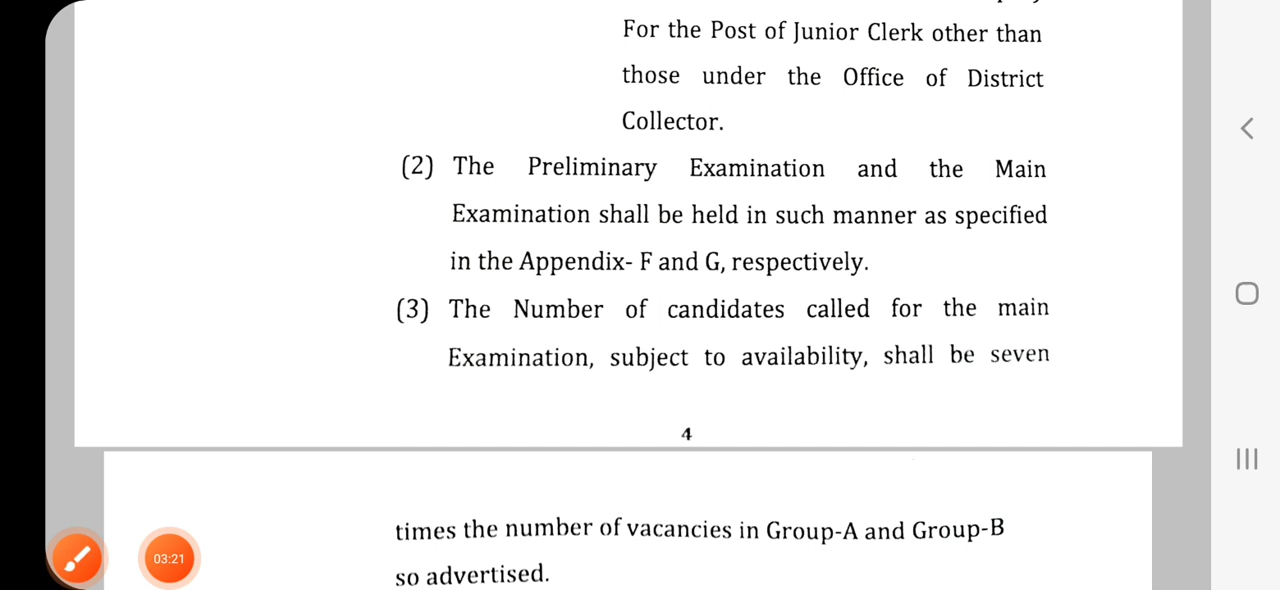 For the Post of Junior Clerk other than
those under the Office of District
Collector.
(2) The Preliminary Examination and the Main
Examination shall be held in such manner as specified
in the Appendix- F and G, respectively.
(3) The Number of candidates called for the main
Examination, subject to availability, shall be seven
4
times the number of vacancies in Group-A and Group-B
so advertised.
03:21